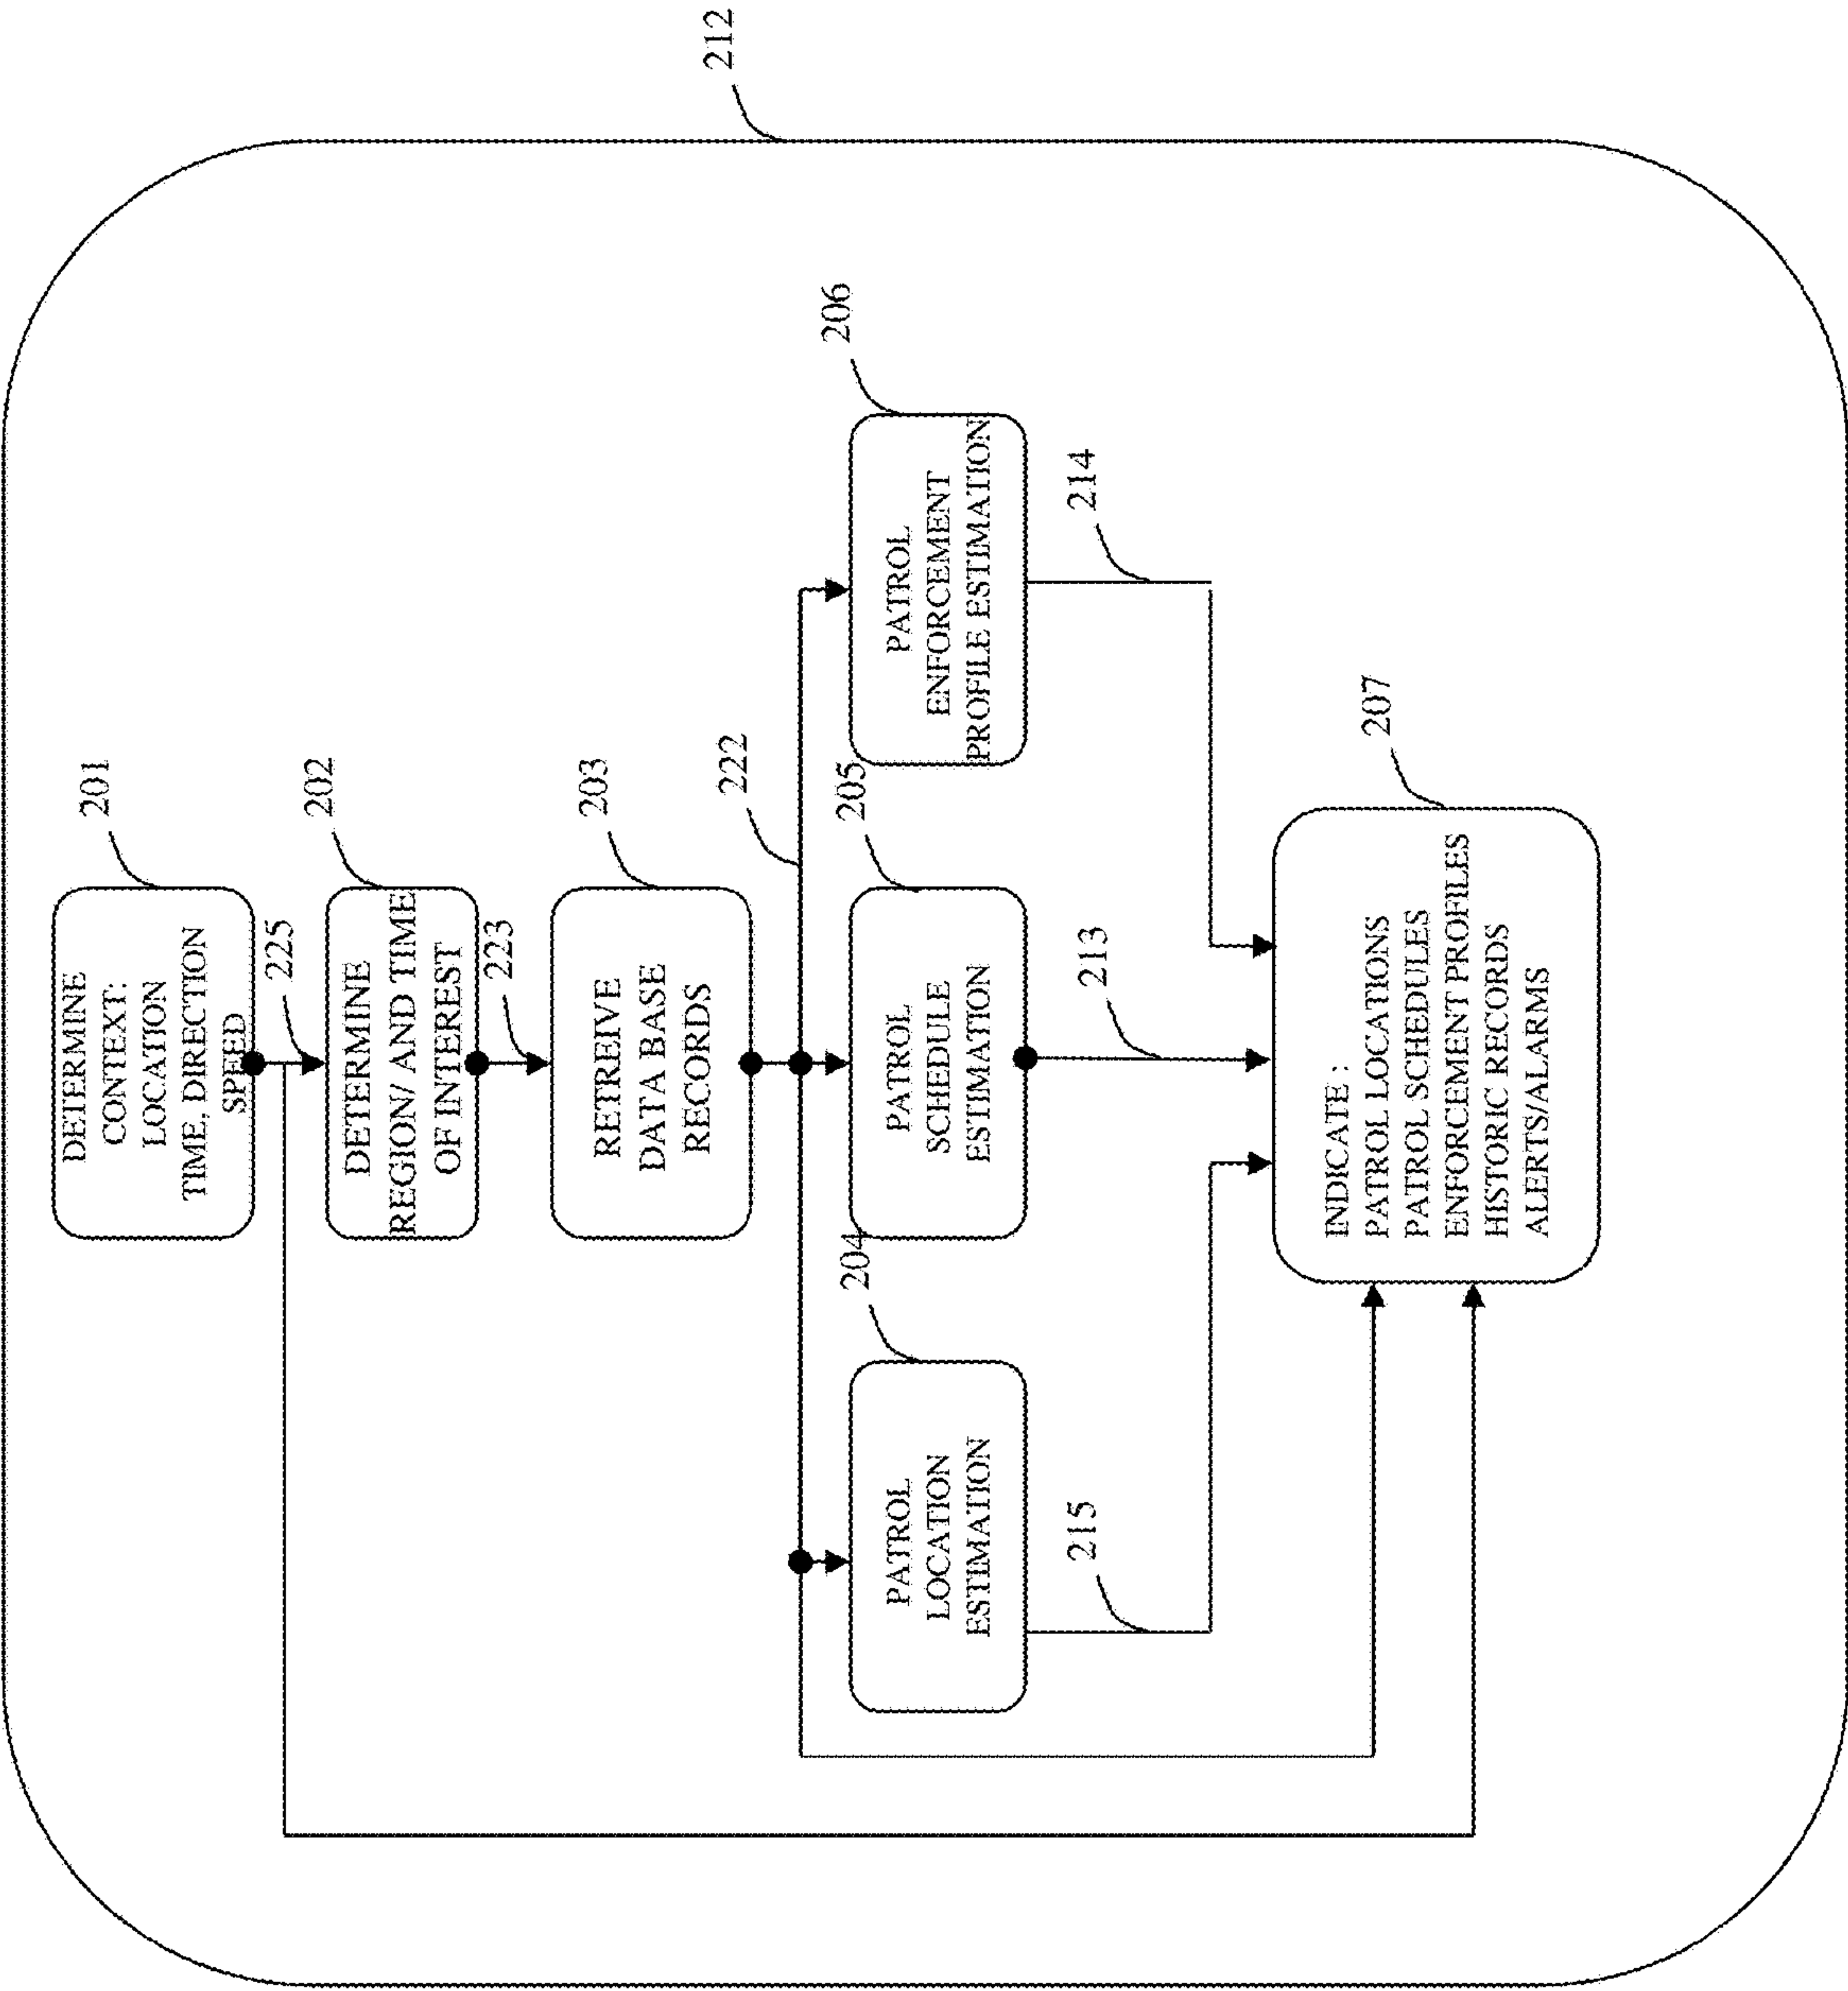 212
201
DETERMINE
CONTEXT:
LOCATION
TIME, DIRECTION
SPEED
225
202
DETERMINE
REGION/ AND TIME
OF INTEREST
223
203
RETRIEVE
DATA BASE
RECORDS
222
204
PATROL
LOCATION
ESTIMATION
205
PATROL
SCHEDULE
ESTIMATION
206
PATROL
ENFORCEMENT
PROFILE ESTIMATION
215
213
214
207
INDICATE :
PATROL LOCATIONS
PATROL SCHEDULES
ENFORCEMENT PROFILES
HISTORIC RECORDS
ALERTS/ALARMS